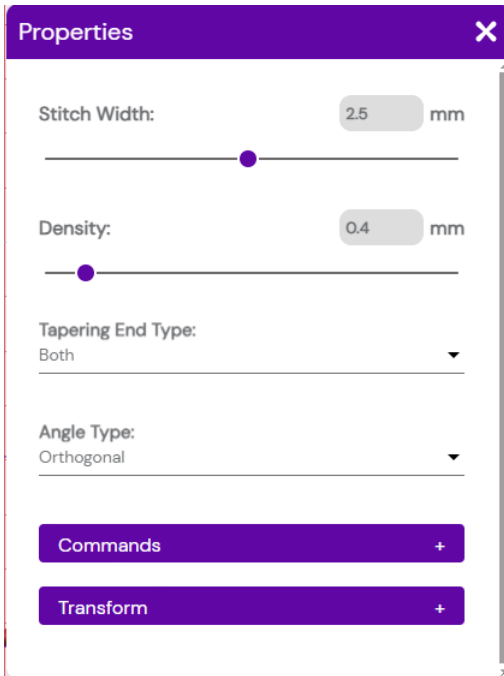 Properties
Stitch Width: 2.5 mm
Density: 0.4 mm
Tapering End Type:
Both
Angle Type:
Orthogonal
Commands +
Transform +